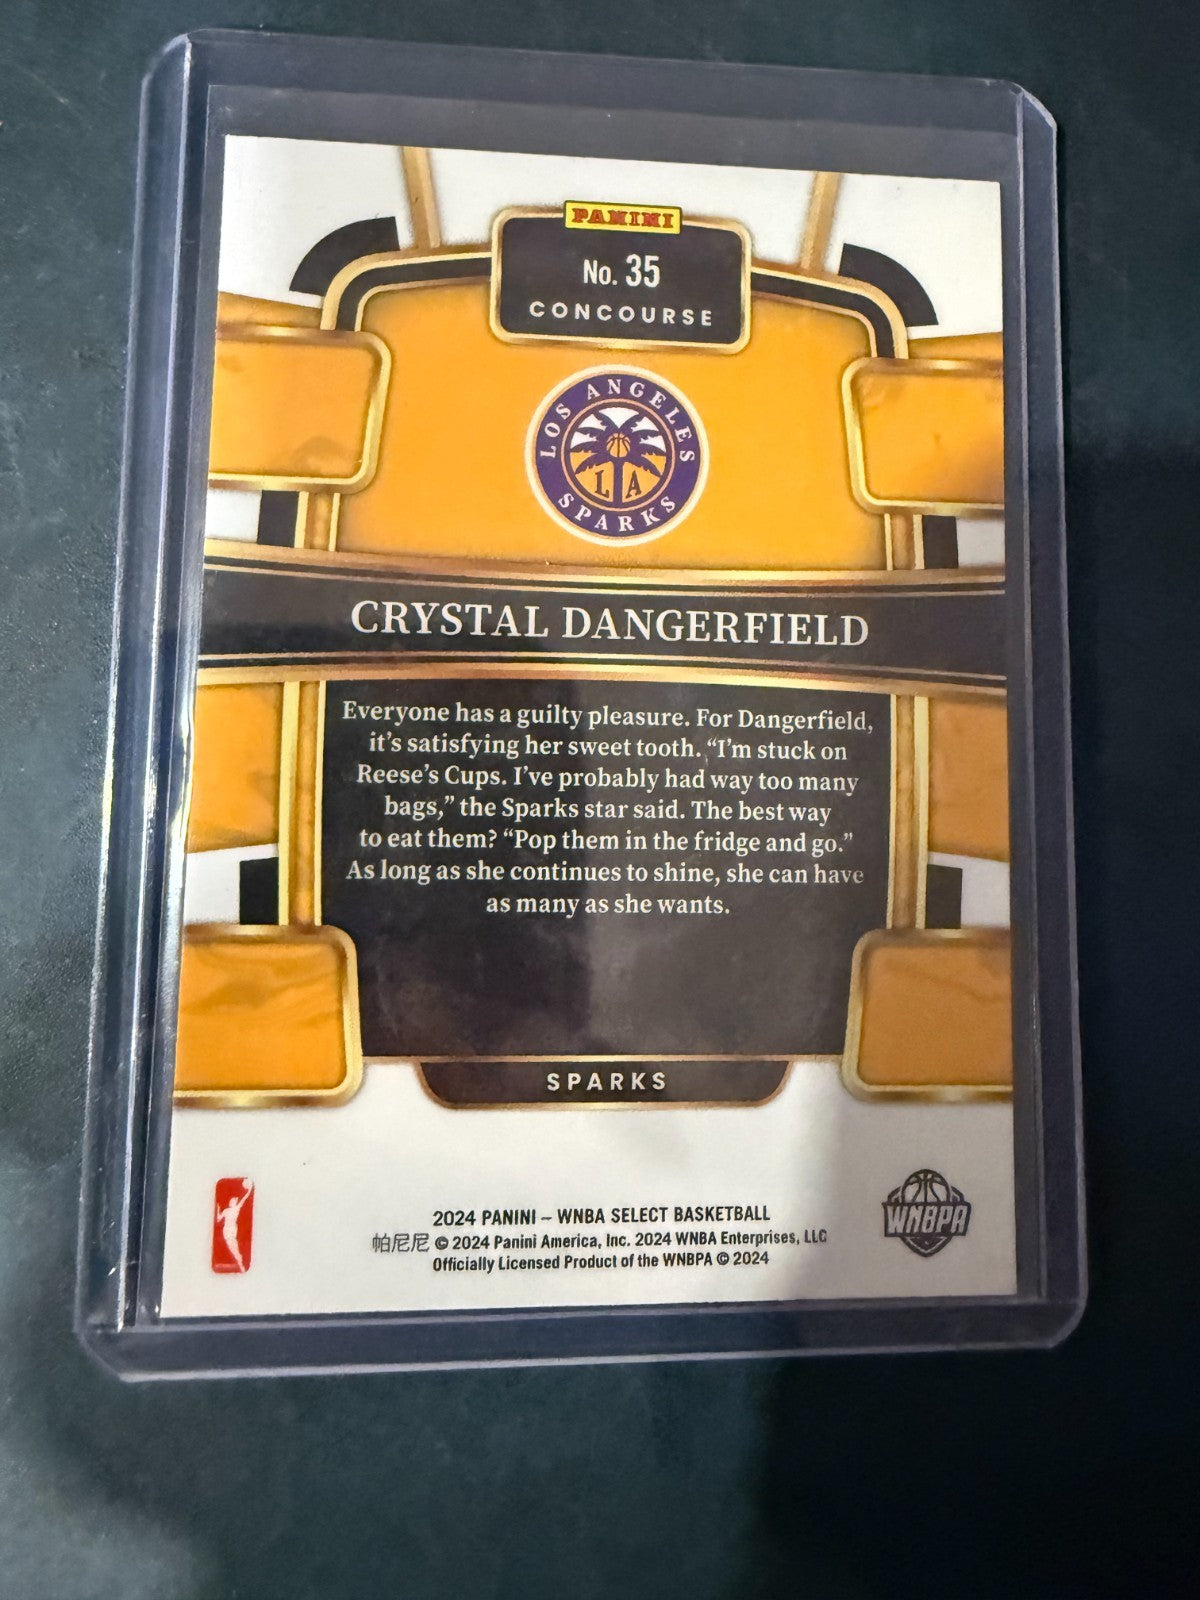 PANINI
No. 35
CONCOURSE
LOS ANGELES
LA
SPARKS
CRYSTAL DANGERFIELD
Everyone has a guilty pleasure. For Dangerfield,
it's satisfying her sweet tooth. “I'm stuck on
Reese's Cups. I've probably had way too many
bags,” the Sparks star said. The best way
to eat them? “Pop them in the fridge and go.”
As long as she continues to shine, she can have
as many as she wants.
SPARKS
2024 PANINI – WNBA SELECT BASKETBALL
帕尼尼 © 2024 Panini America, Inc. 2024 WNBA Enterprises, LLC
Officially Licensed Product of the WNBPA © 2024
WNBPA